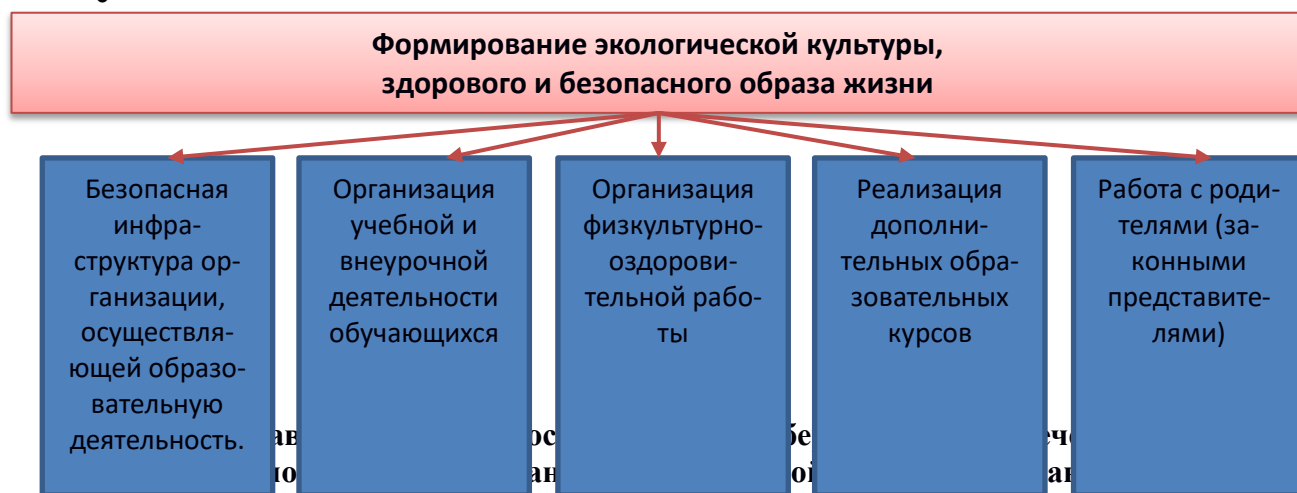 Формирование экологической культуры,
здорового и безопасного образа жизни
Безопасная
инфра-
структура ор-
ганизации,
осуществля-
ющей образо-
вательную
деятельность.
Организация
учебной и
внеурочной
деятельности
обучающихся
Организация
физкультурно-
оздорови-
тельной рабо-
ты
Реализация
дополни-
тельных обра-
зовательных
курсов
Работа с роди-
телями (за-
конными
представите-
лями)